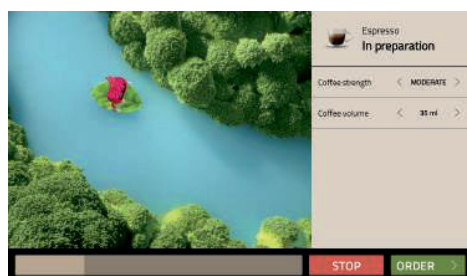 Espresso
In preparation
Coffee strength < MODERATE >
Coffee volume < 35 ml >
STOP
ORDER >